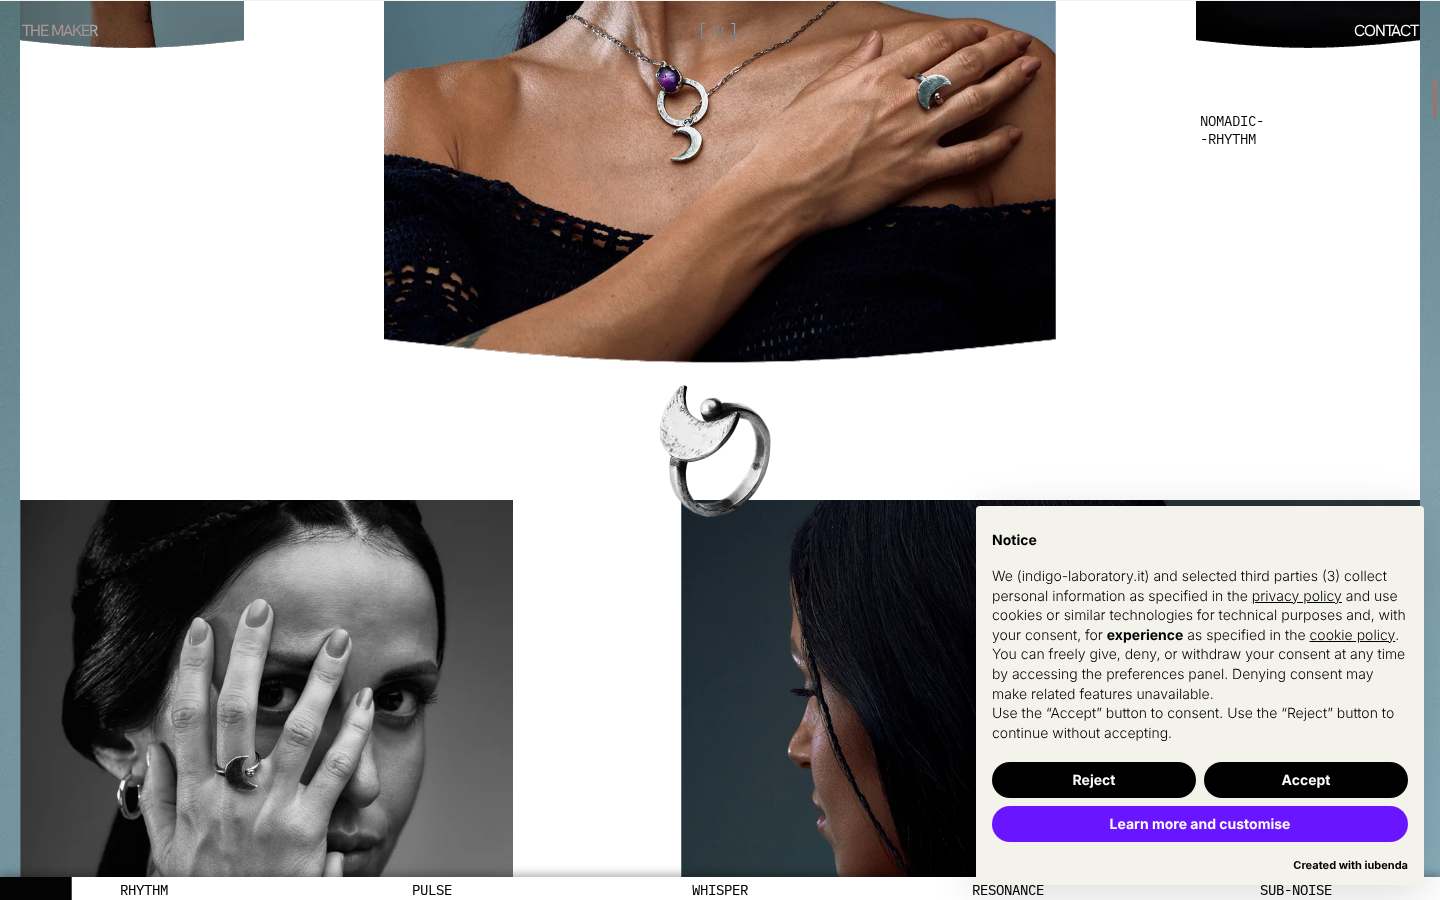 THE MAKER
CONTACT
NOMADIC-
-RHYTHM
Notice
We (indigo-laboratory.it) and selected third parties (3) collect
personal information as specified in the privacy policy and use
cookies or similar technologies for technical purposes and, with
your consent, for experience as specified in the cookie policy.
You can freely give, deny, or withdraw your consent at any time
by accessing the preferences panel. Denying consent may
make related features unavailable.
Use the “Accept” button to consent. Use the “Reject” button to
continue without accepting.
Reject
Accept
Learn more and customise
Created with iubenda
RHYTHM
PULSE
WHISPER
RESONANCE
SUB-NOISE